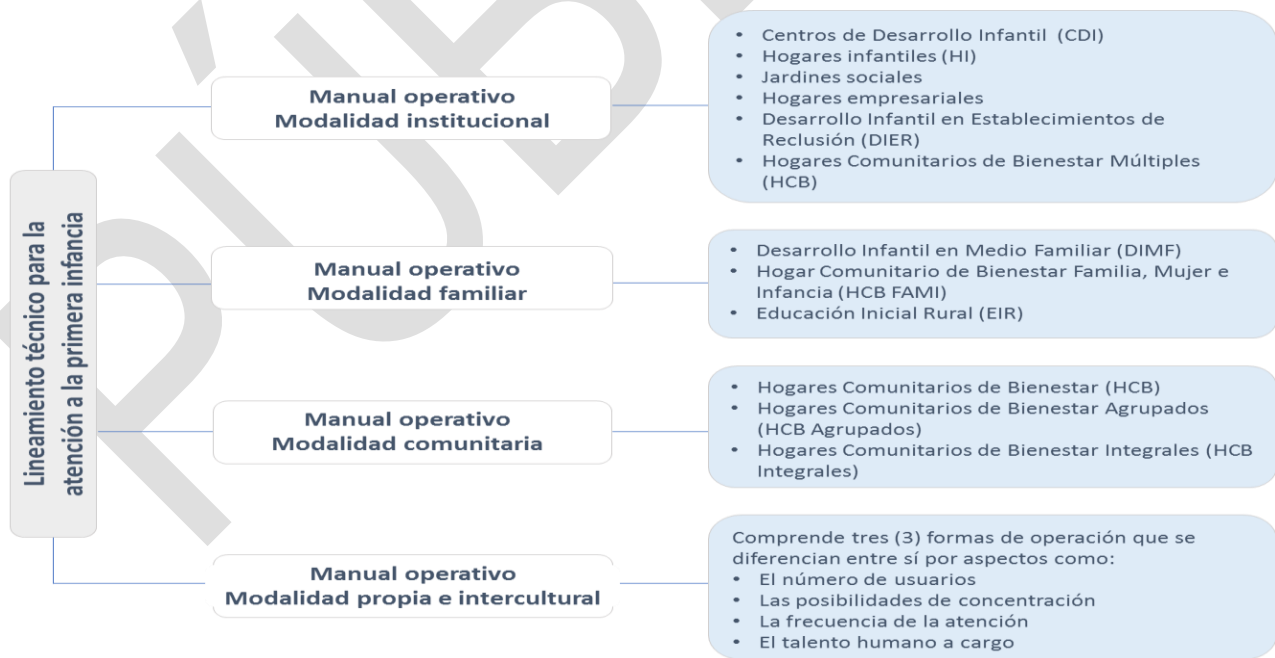 Lineamiento técnico para la
atención a la primera infancia
Manual operativo
Modalidad institucional
• Centros de Desarrollo Infantil (CDI)
• Hogares infantiles (HI)
• Jardines sociales
• Hogares empresariales
• Desarrollo Infantil en Establecimientos de
Reclusión (DIER)
• Hogares Comunitarios de Bienestar Múltiples
(HCB)
Manual operativo
Modalidad familiar
• Desarrollo Infantil en Medio Familiar (DIMF)
• Hogar Comunitario de Bienestar Familia, Mujer e
Infancia (HCB FAMI)
• Educación Inicial Rural (EIR)
Manual operativo
Modalidad comunitaria
• Hogares Comunitarios de Bienestar (HCB)
• Hogares Comunitarios de Bienestar Agrupados
(HCB Agrupados)
• Hogares Comunitarios de Bienestar Integrales (HCB
Integrales)
Manual operativo
Modalidad propia e intercultural
Comprende tres (3) formas de operación que se
diferencian entre sí por aspectos como:
• El número de usuarios
• Las posibilidades de concentración
• La frecuencia de la atención
• El talento humano a cargo